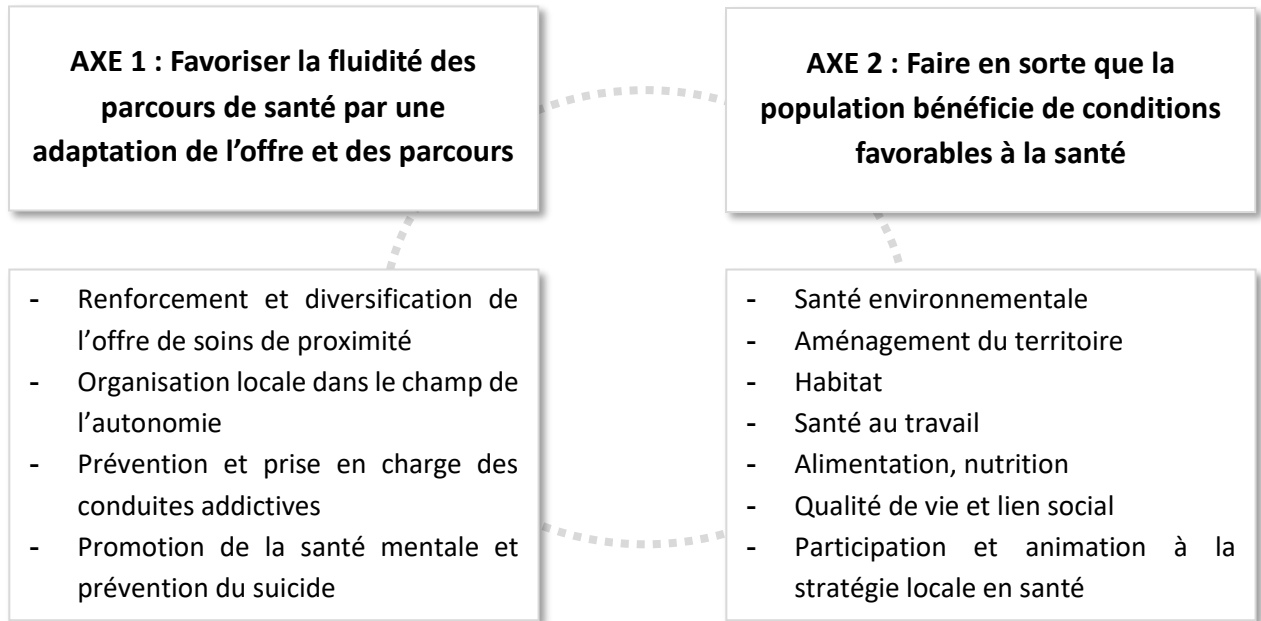 AXE 1 : Favoriser la fluidité des
parcours de santé par une
adaptation de l’offre et des parcours
AXE 2 : Faire en sorte que la
population bénéficie de conditions
favorables à la santé
- Renforcement et diversification de
l’offre de soins de proximité
- Organisation locale dans le champ de
l’autonomie
- Prévention et prise en charge des
conduites addictives
- Promotion de la santé mentale et
prévention du suicide
- Santé environnementale
- Aménagement du territoire
- Habitat
- Santé au travail
- Alimentation, nutrition
- Qualité de vie et lien social
- Participation et animation à la
stratégie locale en santé